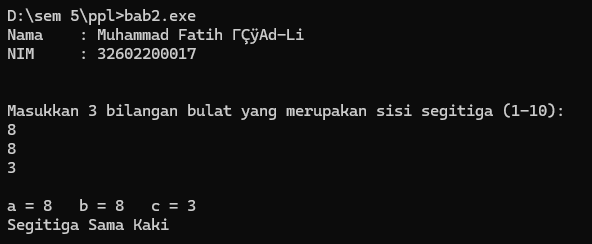 D:\sem 5\ppl>bab2.exe
Nama    : Muhammad Fatih ΓÇÿAd-Li
NIM     : 32602200017
Masukkan 3 bilangan bulat yang merupakan sisi segitiga (1-10):
8
8
3
a = 8   b = 8   c = 3
Segitiga Sama Kaki